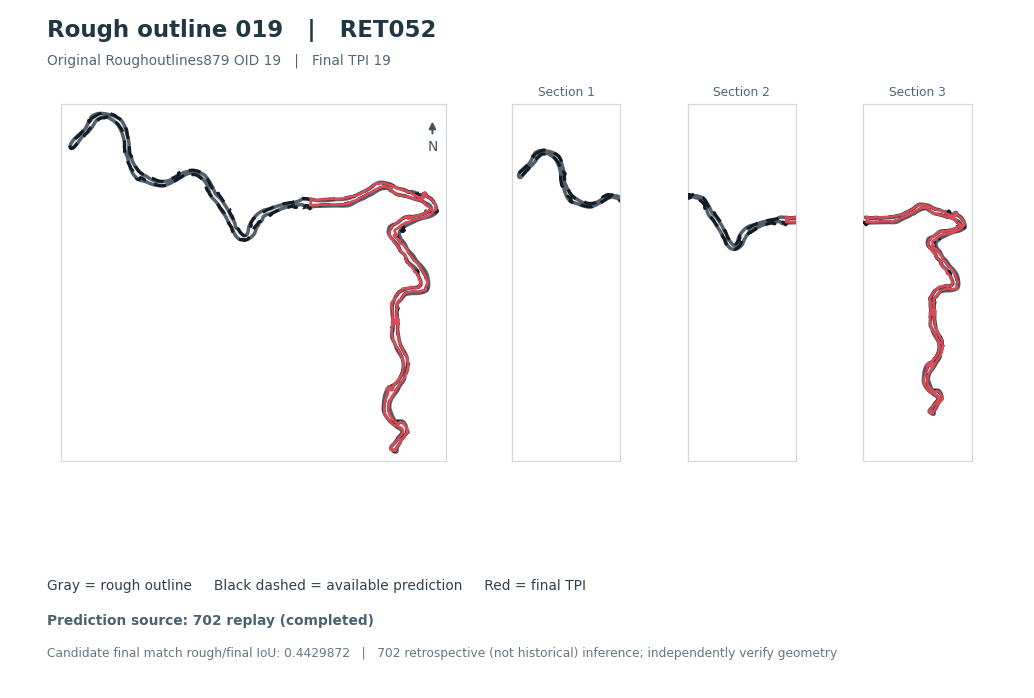 Rough outline 019 | RET052
Original Roughoutlines879 OID 19 | Final TPI 19
Section 1
Section 2
Section 3
N
Gray = rough outline Black dashed = available prediction Red = final TPI
Prediction source: 702 replay (completed)
Candidate final match rough/final IoU: 0.4429872 | 702 retrospective (not historical) inference; independently verify geometry